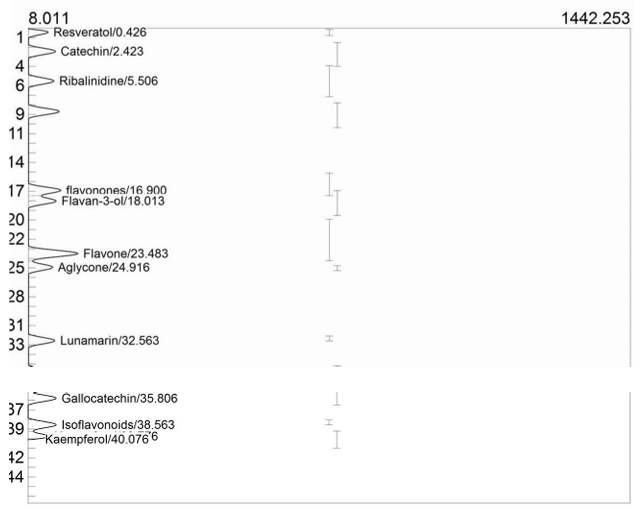 8.011 1442.253
1
Resveratol/0.426
Catechin/2.423
4
Ribalinidine/5.506
6
9
11
14
17
flavonones/16.900
Flavan-3-ol/18.013
20
22
Flavone/23.483
25
Aglycone/24.916
28
31
Lunamarin/32.563
33
Gallocatechin/35.806
37
Isoflavonoids/38.563
39
Kaempferol/40.076
42
44